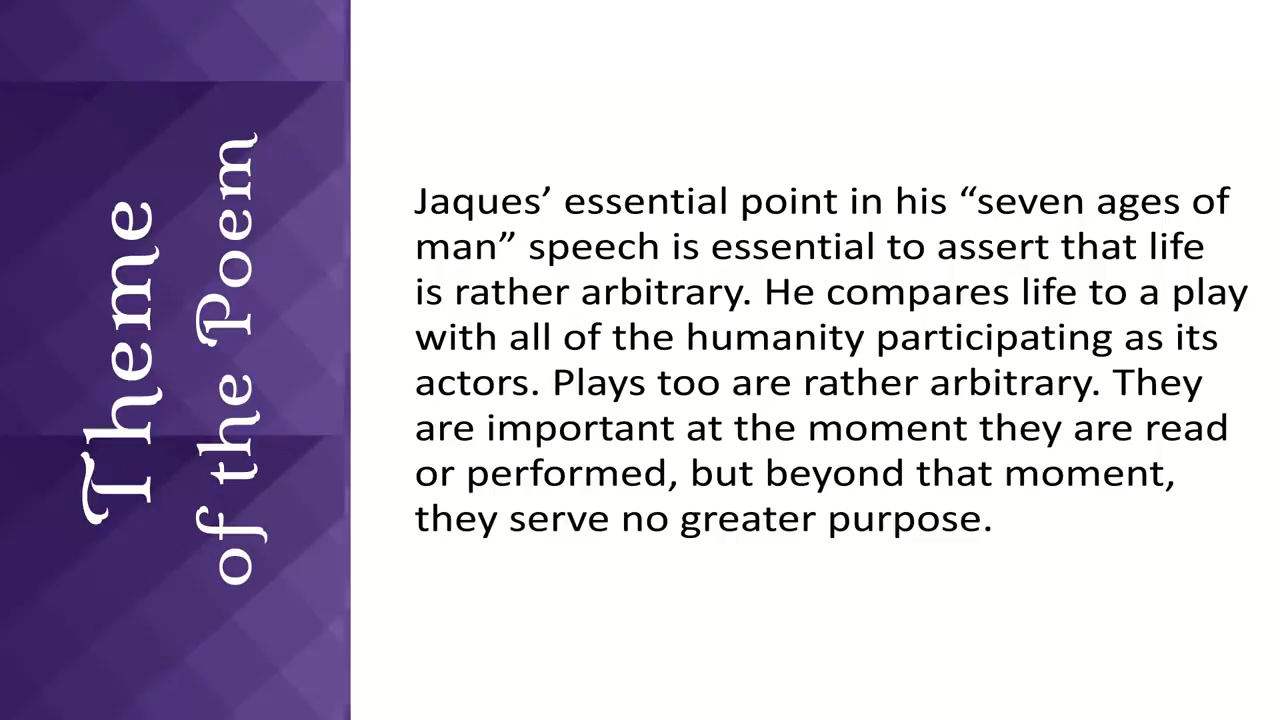 Theme
of the Poem
Jaques’ essential point in his “seven ages of
man” speech is essential to assert that life
is rather arbitrary. He compares life to a play
with all of the humanity participating as its
actors. Plays too are rather arbitrary. They
are important at the moment they are read
or performed, but beyond that moment,
they serve no greater purpose.